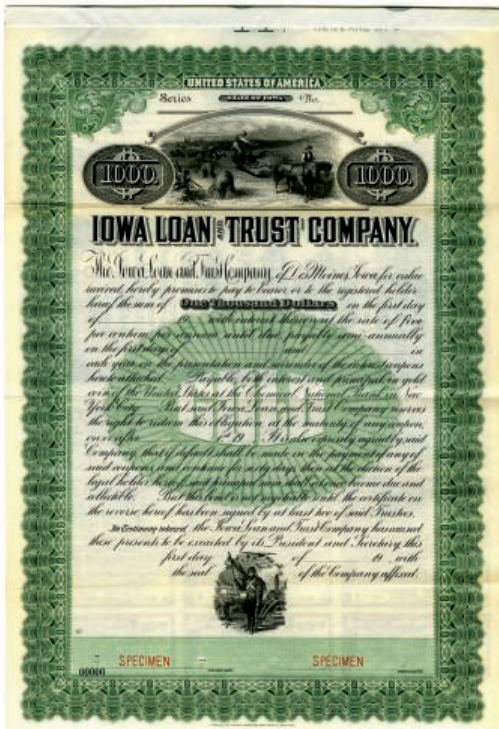 UNITED STATES OF AMERICA.
Series STATE OF IOWA No.
1000. 1000.
IOWA LOAN AND TRUST COMPANY.
The Iowa Loan and Trust Company, of Des Moines, Iowa, for value
received, hereby promises to pay to bearer, or to the registered holder
hereof the sum of One Thousand Dollars on the first day
of 19 , with interest thereon at the rate of five
per centum per annum until due, payable semi-annually
on the first days of and in
each year on the presentation and surrender of the interest coupons
hereto attached. Payable, both interest and principal, in gold
coin of the United States at the Chemical National Bank in New
York City. But said Iowa Loan and Trust Company reserves
the right to redeem this obligation, at the maturity of any coupon,
on or after 1st 19 . It is also expressly agreed by said
Company, that if default shall be made in the payment of any of
said coupons, and continue for sixty days, then at the election of the
legal holder hereof, said principal sum shall at once become due and
collectible. But this bond is not negotiable until the certificate on
the reverse hereof has been signed by at least two of said Trustees.
In Testimony whereof, the Iowa Loan and Trust Company has caused
these presents to be executed by its President and Secretary this
first day of 19 with
the seal of the Company affixed.
SPECIMEN SPECIMEN
00000